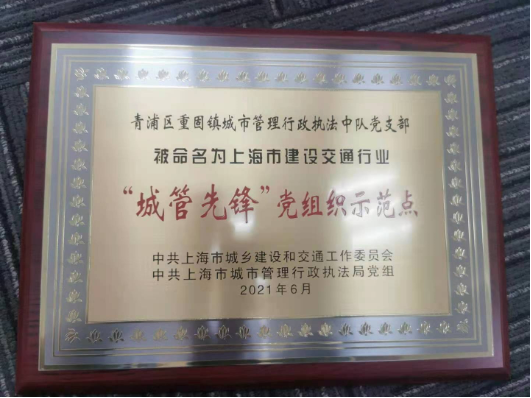 青浦区重固镇城市管理行政执法中队党支部
被命名为上海市建设交通行业
“城管先锋”党组织示范点
中共上海市城乡建设和交通工作委员会
中共上海市城市管理行政执法局党组
2021年6月